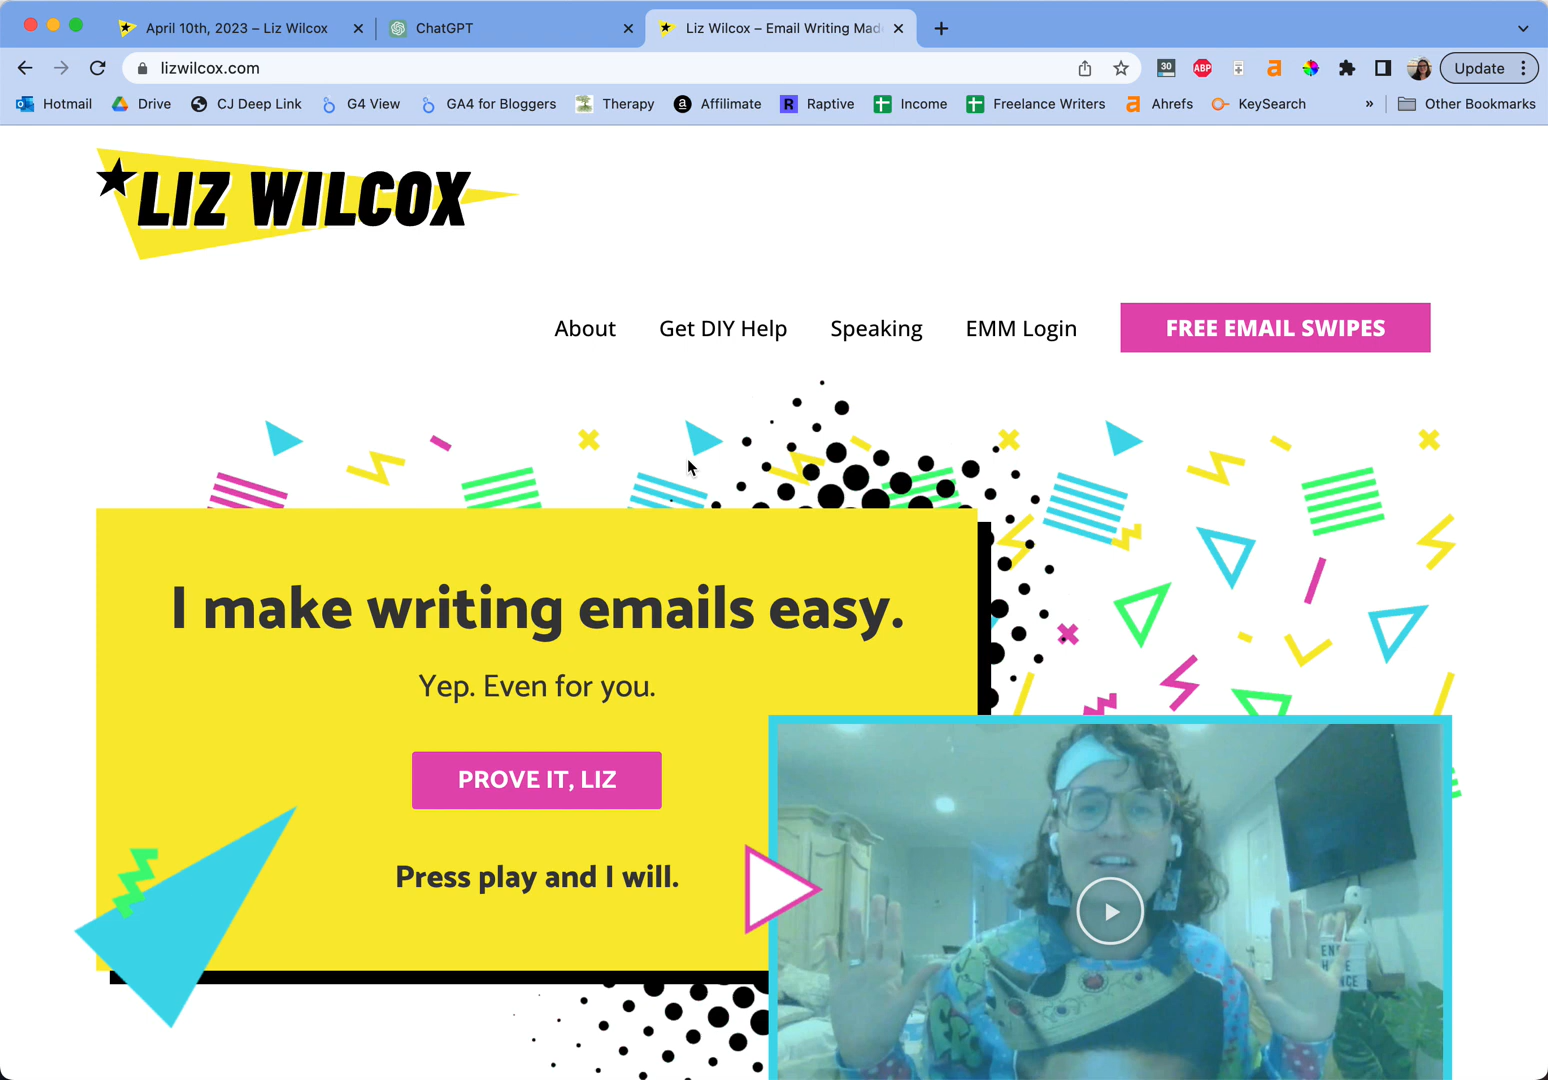 April 10th, 2023 – Liz Wilcox
ChatGPT
Liz Wilcox – Email Writing Mad
lizwilcox.com
30
ABP
a
Update
Hotmail
Drive
CJ Deep Link
G4 View
GA4 for Bloggers
Therapy
a
Affilimate
R
Raptive
Income
Freelance Writers
a
Ahrefs
KeySearch
»
Other Bookmarks
LIZ WILCOX
About
Get DIY Help
Speaking
EMM Login
FREE EMAIL SWIPES
I make writing emails easy.
Yep. Even for you.
PROVE IT, LIZ
Press play and I will.